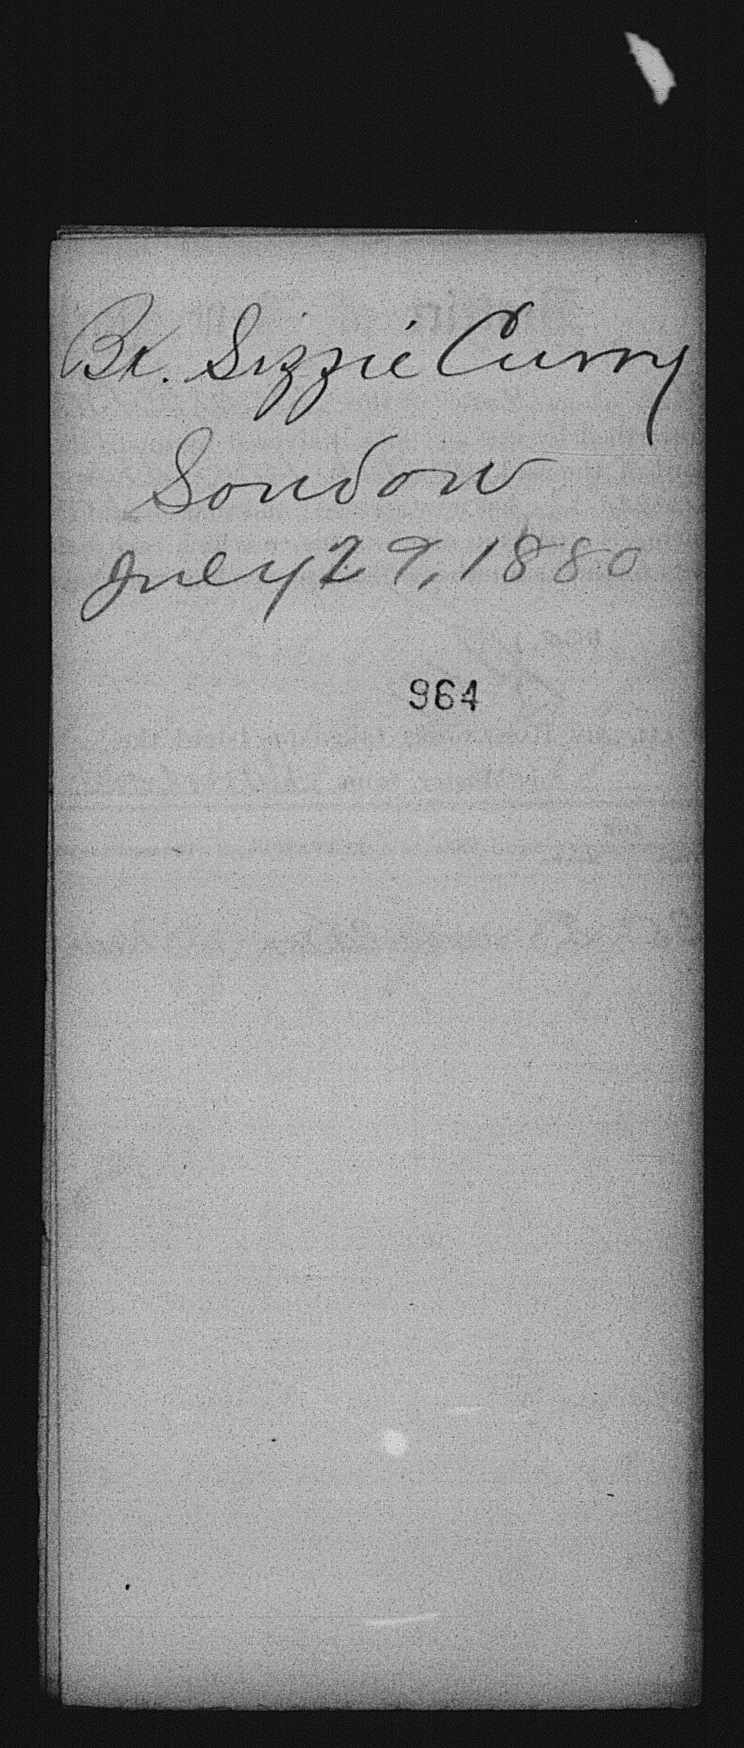 Bk. Lizzie Curry
London
July 29, 1880
964